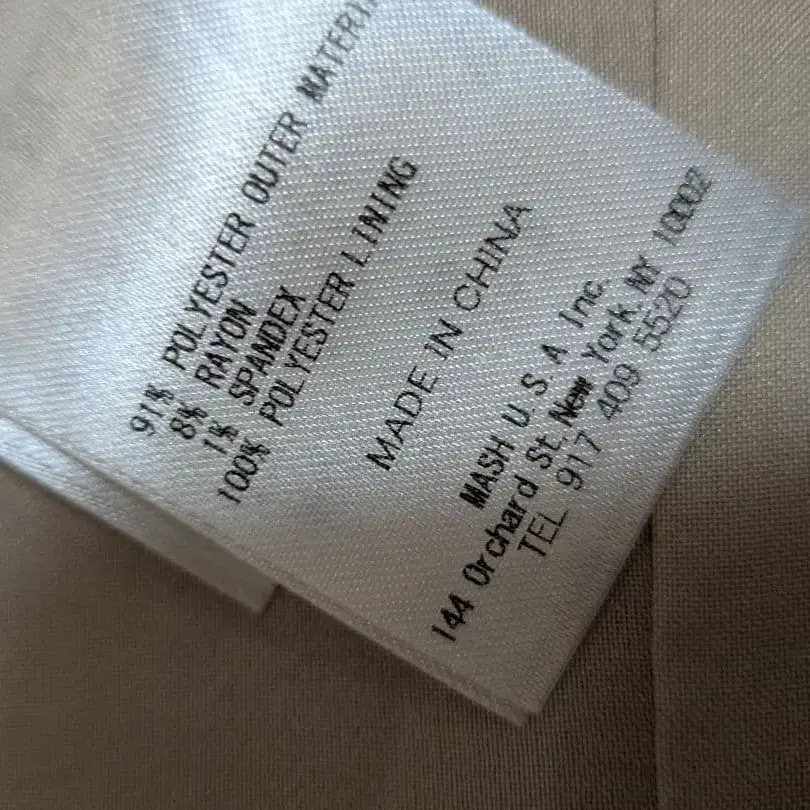 91% POLYESTER OUTER
8% RAYON
1% SPANDEX
100% POLYESTER LINING
MADE IN CHINA
MASH U.S.A Inc.
144 Orchard St, New York, NY 10002
TEL 917 409 5520